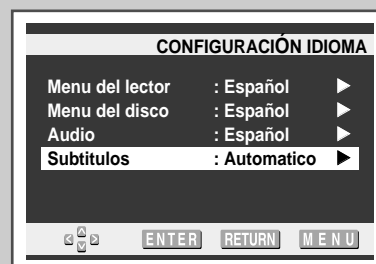 CONFIGURACIÓN IDIOMA
Menu del lector : Español
Menu del disco : Español
Audio : Español
Subtitulos : Automatico
ENTER RETURN MENU